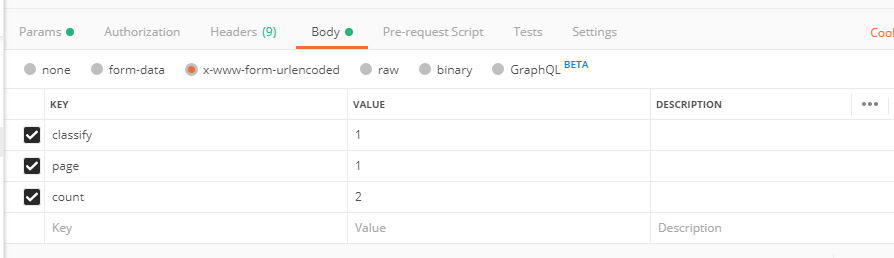 Params Authorization Headers (9) Body Pre-request Script Tests Settings Cool
none form-data x-www-form-urlencoded raw binary GraphQL BETA
KEY VALUE DESCRIPTION
classify 1
page 1
count 2
Key Value Description